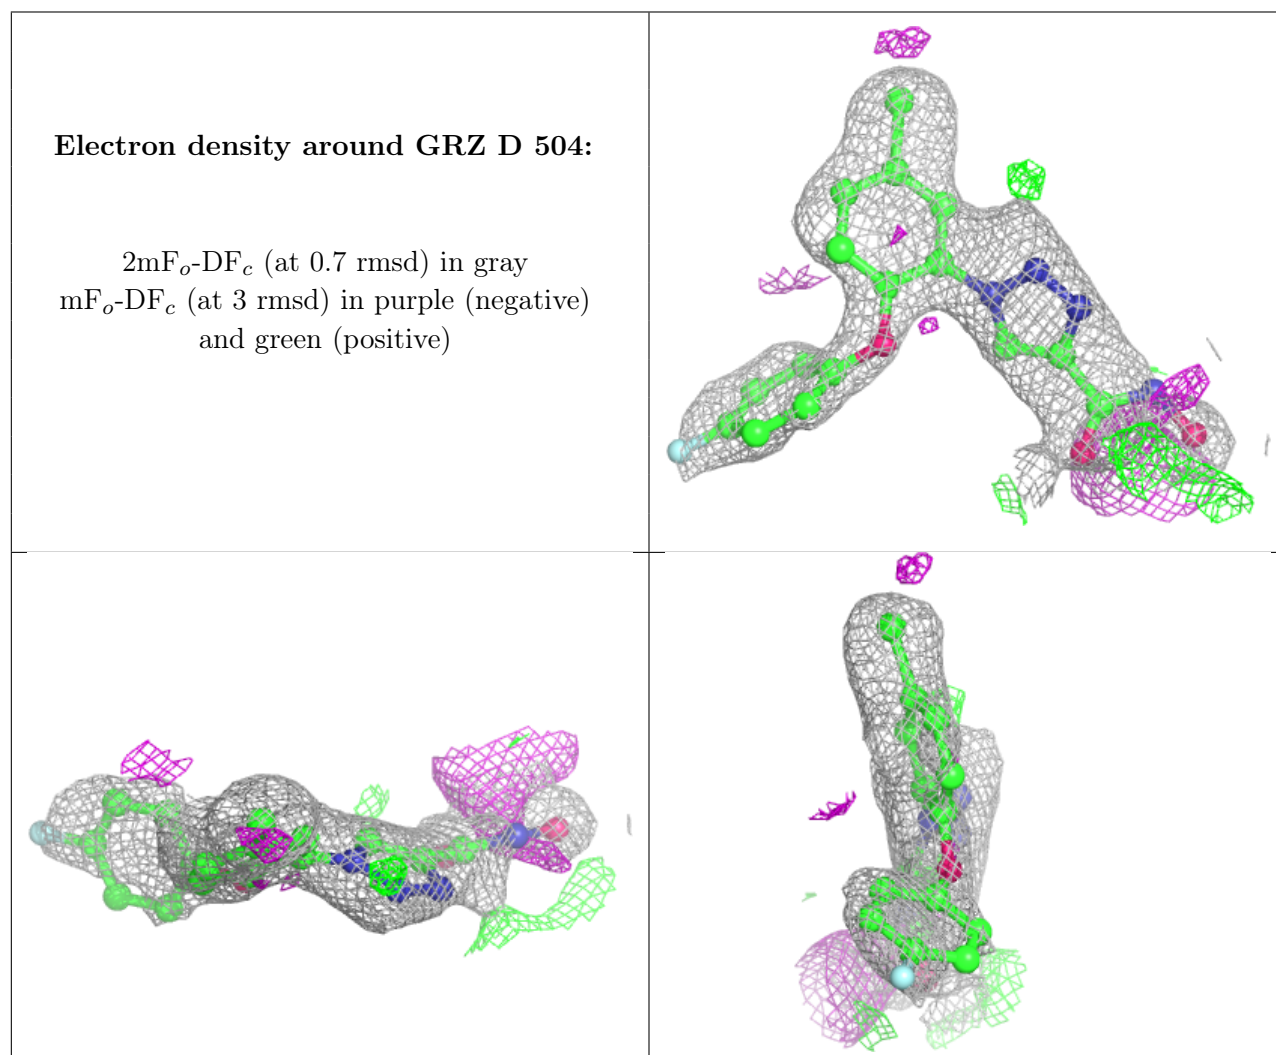 Electron density around GRZ D 504:
2mFo-DFc (at 0.7 rmsd) in gray
mFo-DFc (at 3 rmsd) in purple (negative)
and green (positive)